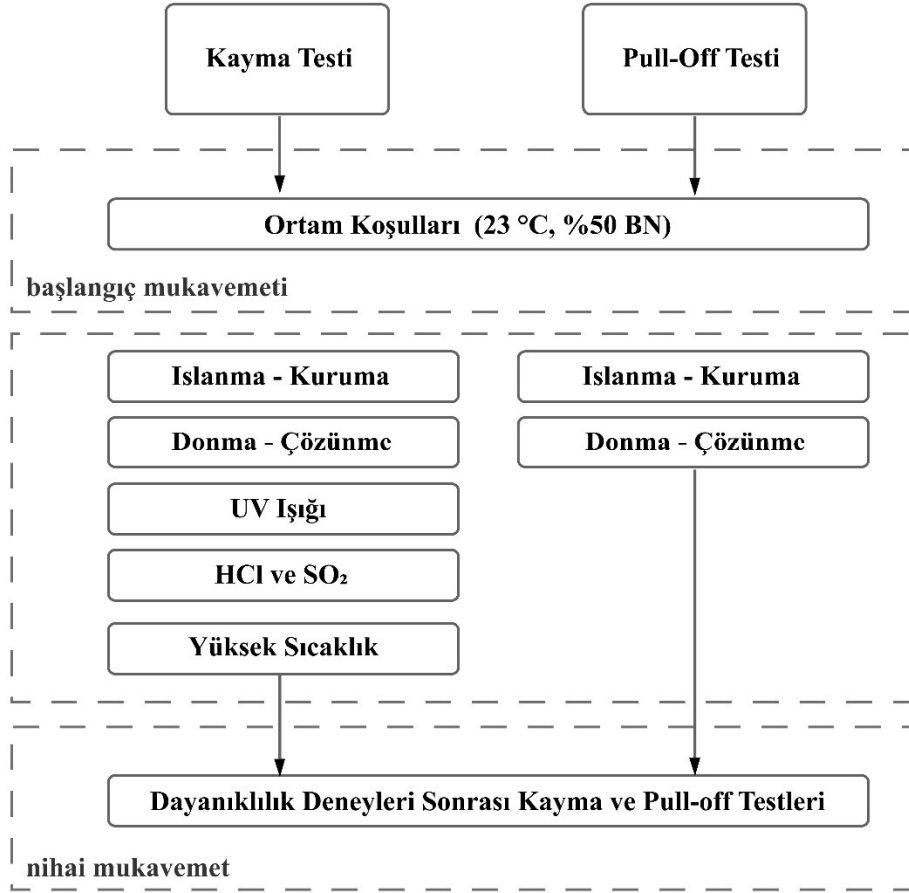 Kayma Testi
Pull-Off Testi
Ortam Koşulları (23 °C, %50 BN)
başlangıç mukavemeti
Islanma - Kuruma
Islanma - Kuruma
Donma - Çözünme
Donma - Çözünme
UV Işığı
HCl ve SO₂
Yüksek Sıcaklık
Dayanıklılık Deneyleri Sonrası Kayma ve Pull-off Testleri
nihai mukavemet